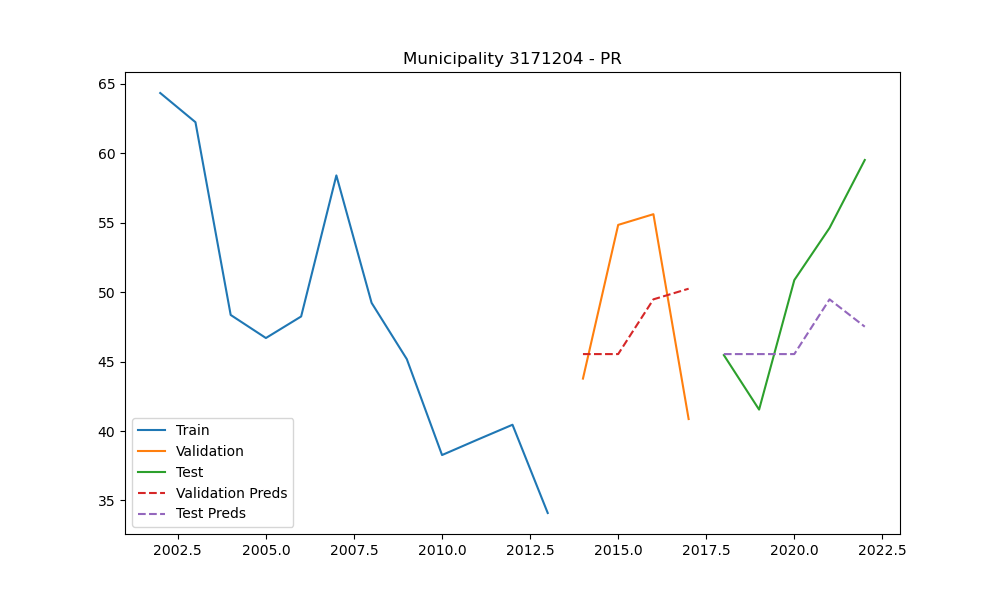 Municipality 3171204 - PR
65
60
55
50
45
40
35
2002.5 2005.0 2007.5 2010.0 2012.5 2015.0 2017.5 2020.0 2022.5
Train
Validation
Test
Validation Preds
Test Preds